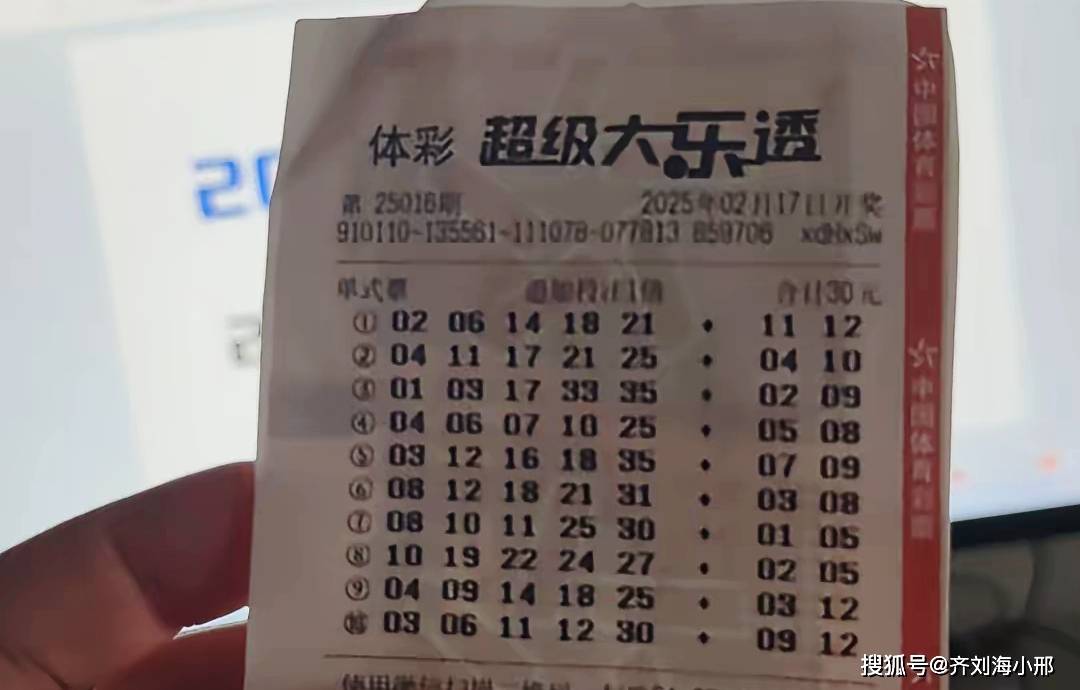 体彩 超级大乐透
第 25016期 2025年02月17日开奖
910110-135561-111078-077813 859706 xdHxSw
单式票 追加投注1倍 合计30元
① 02 06 14 18 21 ♦ 11 12
② 04 11 17 21 25 ♦ 04 10
③ 01 09 17 33 35 ♦ 02 09
④ 04 06 07 10 25 ♦ 05 08
⑤ 03 12 16 18 35 ♦ 07 09
⑥ 08 12 18 21 31 ♦ 03 08
⑦ 08 10 11 25 30 ♦ 01 05
⑧ 10 19 22 24 27 ♦ 02 05
⑨ 04 09 14 18 25 ♦ 03 12
⑩ 03 06 11 12 30 ♦ 09 12
中国体育彩票
中国体育彩票
搜狐号@齐刘海小邢